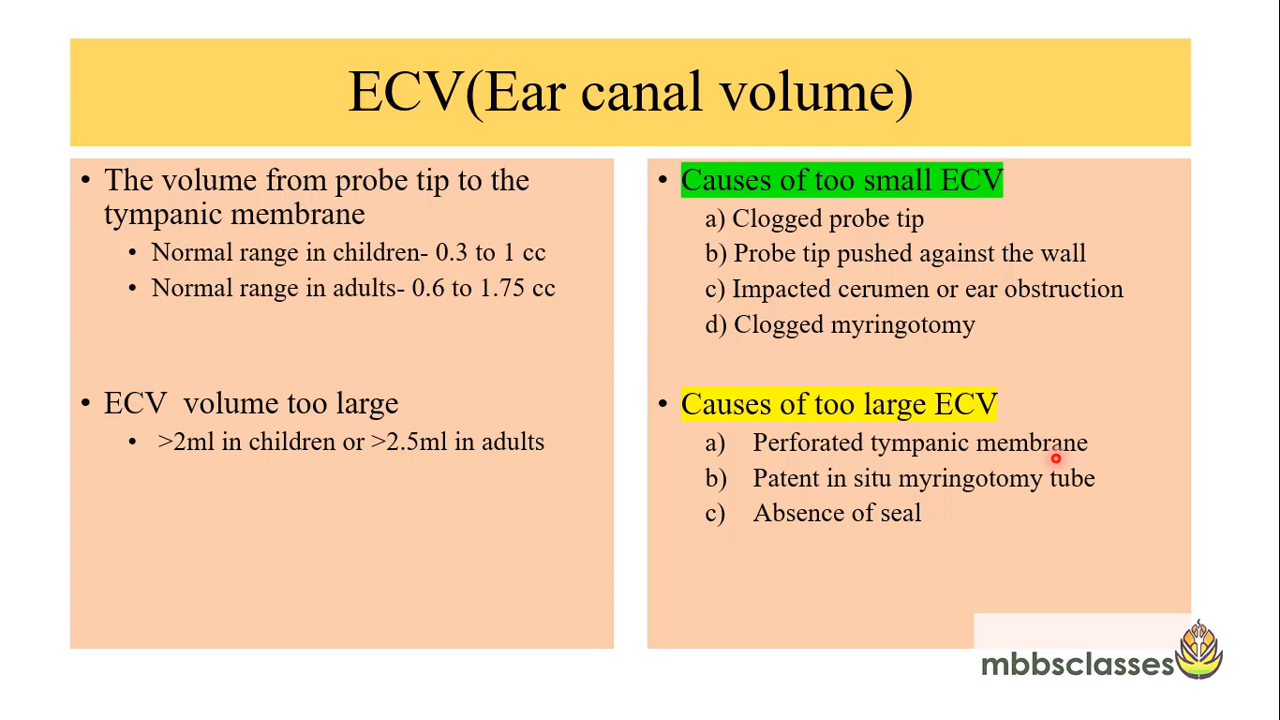 ECV(Ear canal volume)
• The volume from probe tip to the
tympanic membrane
• Normal range in children- 0.3 to 1 cc
• Normal range in adults- 0.6 to 1.75 cc
• ECV  volume too large
• >2ml in children or >2.5ml in adults
• Causes of too small ECV
a) Clogged probe tip
b) Probe tip pushed against the wall
c) Impacted cerumen or ear obstruction
d) Clogged myringotomy
• Causes of too large ECV
a) Perforated tympanic membrane
b) Patent in situ myringotomy tube
c) Absence of seal
mbbsclasses